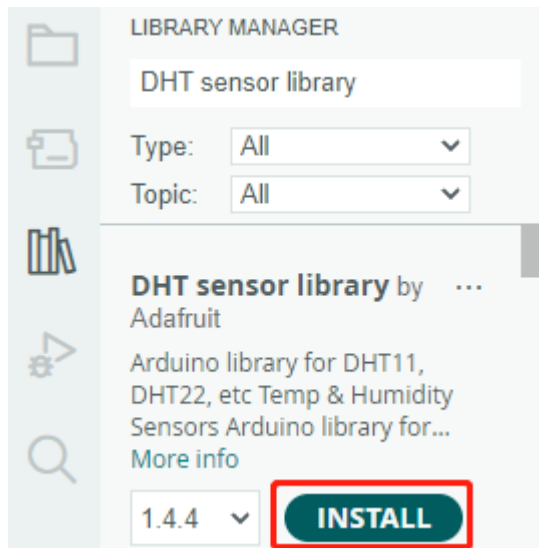 LIBRARY MANAGER
DHT sensor library
Type: All
Topic: All
DHT sensor library by ...
Adafruit
Arduino library for DHT11,
DHT22, etc Temp & Humidity
Sensors Arduino library for...
More info
1.4.4 INSTALL